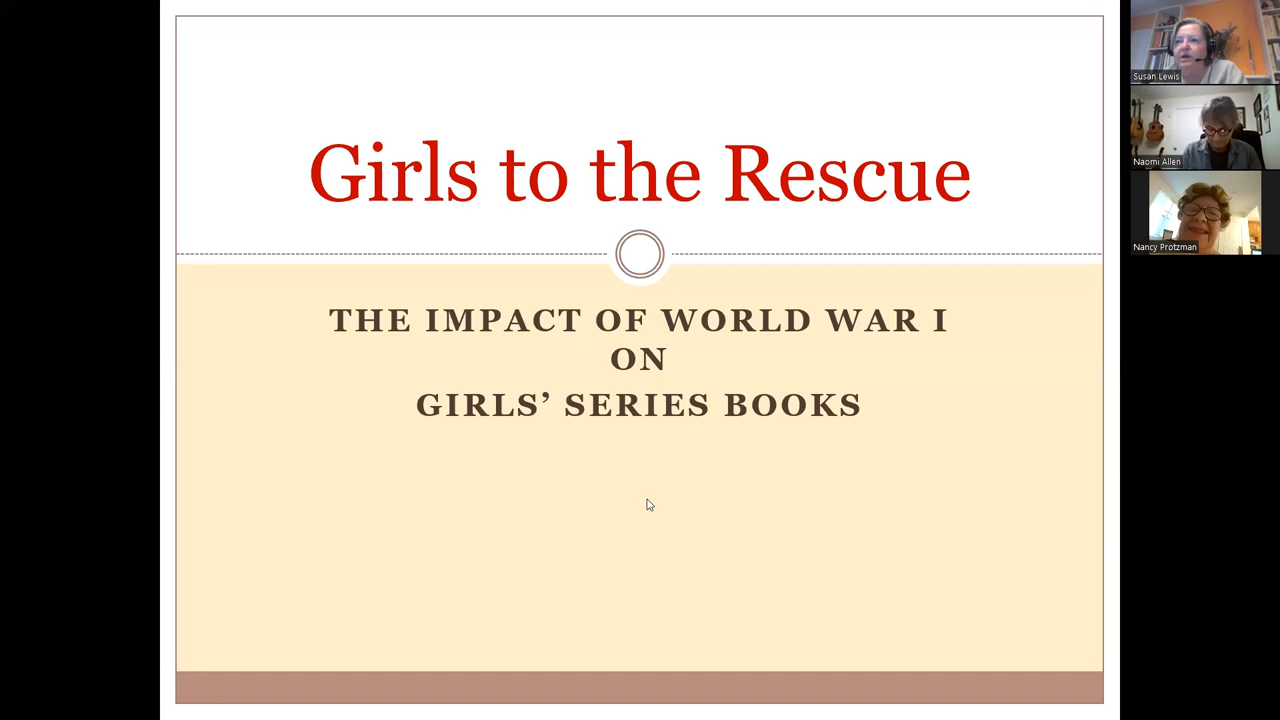 Girls to the Rescue
THE IMPACT OF WORLD WAR I
ON
GIRLS’ SERIES BOOKS
Susan Lewis
Naomi Allen
Nancy Protzman